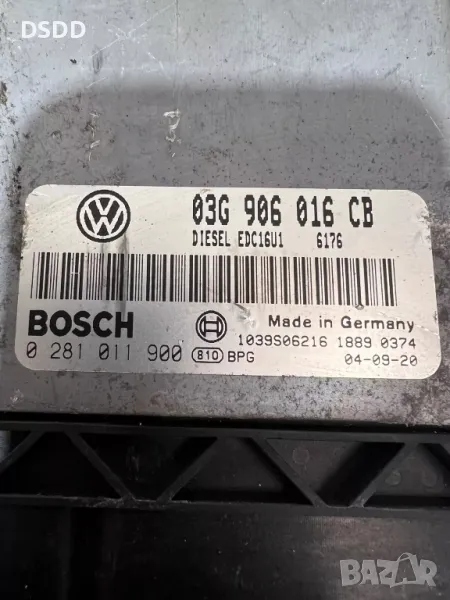 DSDD
03G 906 016 CB
DIESEL EDC16U1 6176
BOSCH
Made in Germany
1039S06216 1889 0374
0 281 011 900 810 BPG 04-09-20
BAZAR